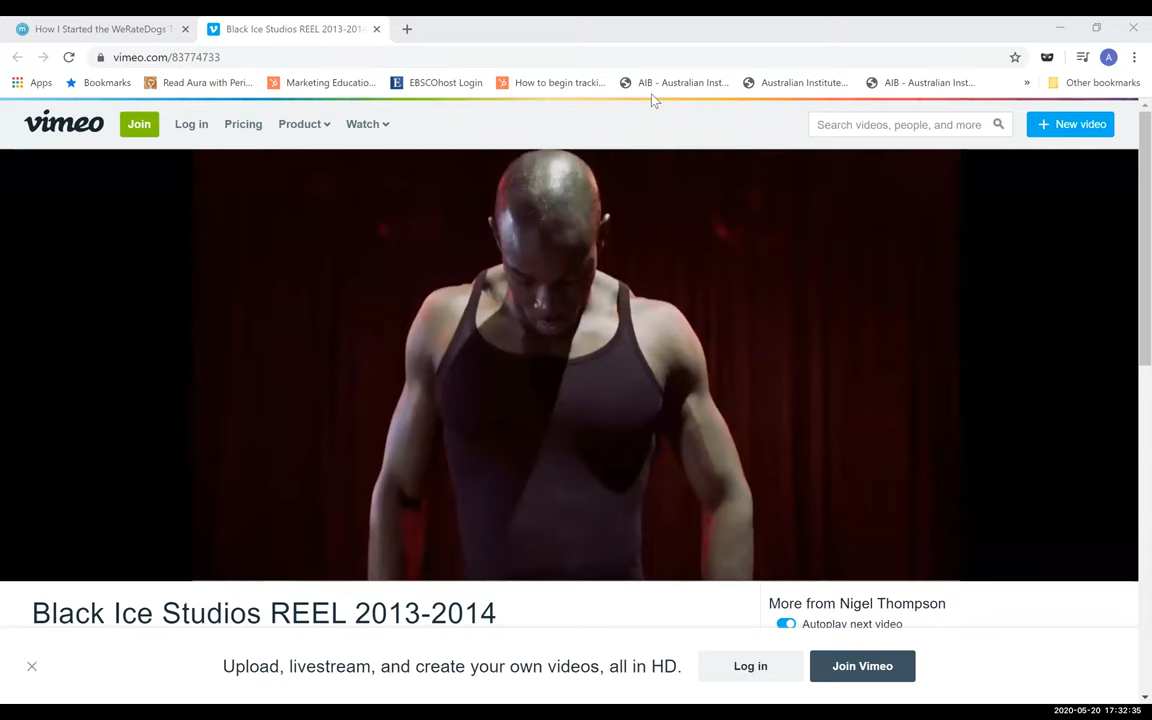 How I Started the WeRateDogs T
Black Ice Studios REEL 2013-201
vimeo.com/83774733
Apps
Bookmarks
Read Aura with Peri...
Marketing Educatio...
EBSCOhost Login
How to begin tracki...
AIB - Australian Inst...
Australian Institute...
AIB - Australian Inst...
Other bookmarks
vimeo
Join
Log in
Pricing
Product
Watch
Search videos, people, and more
New video
Black Ice Studios REEL 2013-2014
More from Nigel Thompson
Autoplay next video
Upload, livestream, and create your own videos, all in HD.
Log in
Join Vimeo
2020-05-20 17:32:35